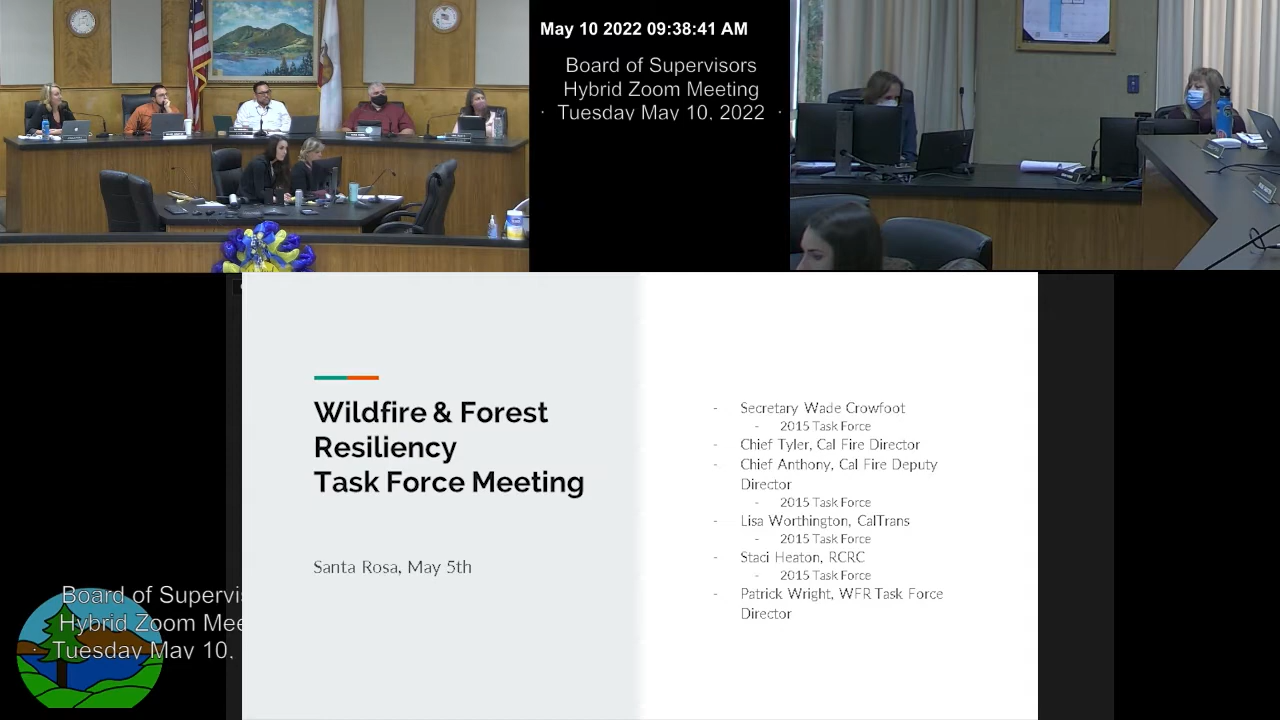 May 10 2022 09:38:41 AM
Board of Supervisors
Hybrid Zoom Meeting
· Tuesday May 10, 2022 ·
Wildfire & Forest
Resiliency
Task Force Meeting
Santa Rosa, May 5th
- Secretary Wade Crowfoot
- 2015 Task Force
- Chief Tyler, Cal Fire Director
- Chief Anthony, Cal Fire Deputy
Director
- 2015 Task Force
- Lisa Worthington, CalTrans
- 2015 Task Force
- Staci Heaton, RCRC
- 2015 Task Force
- Patrick Wright, WFR Task Force
Director
Board of Supervis
Hybrid Zoom Mee
· Tuesday May 10,